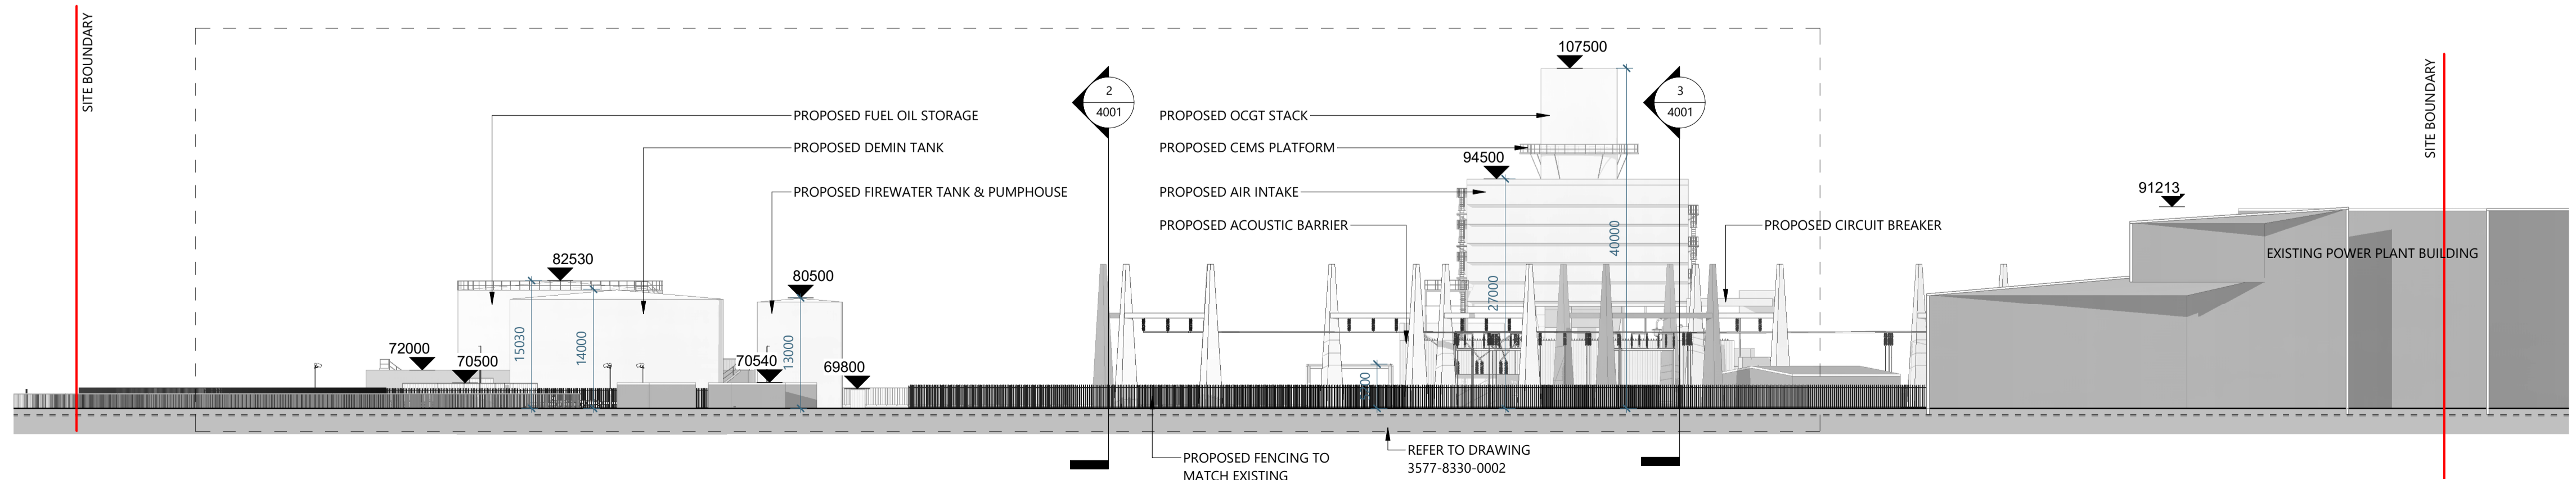 SITE BOUNDARY
PROPOSED FUEL OIL STORAGE
PROPOSED DEMIN TANK
PROPOSED FIREWATER TANK & PUMPHOUSE
82530
80500
72000
70500
15030
14000
70540
13000
69800
2
4001
PROPOSED OCGT STACK
PROPOSED CEMS PLATFORM
PROPOSED AIR INTAKE
PROPOSED ACOUSTIC BARRIER
107500
94500
27000
40000
3
4001
PROPOSED CIRCUIT BREAKER
91213
EXISTING POWER PLANT BUILDING
SITE BOUNDARY
PROPOSED FENCING TO
MATCH EXISTING
REFER TO DRAWING
3577-8330-0002